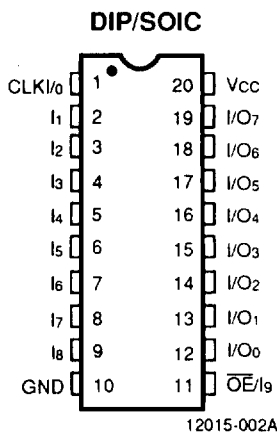 DIP/SOIC
CLKI/0 1 20 VCC
I1 2 19 I/O7
I2 3 18 I/O6
I3 4 17 I/O5
I4 5 16 I/O4
I5 6 15 I/O3
I6 7 14 I/O2
I7 8 13 I/O1
I8 9 12 I/O0
GND 10 11 O̅E̅/I9
12015-002A